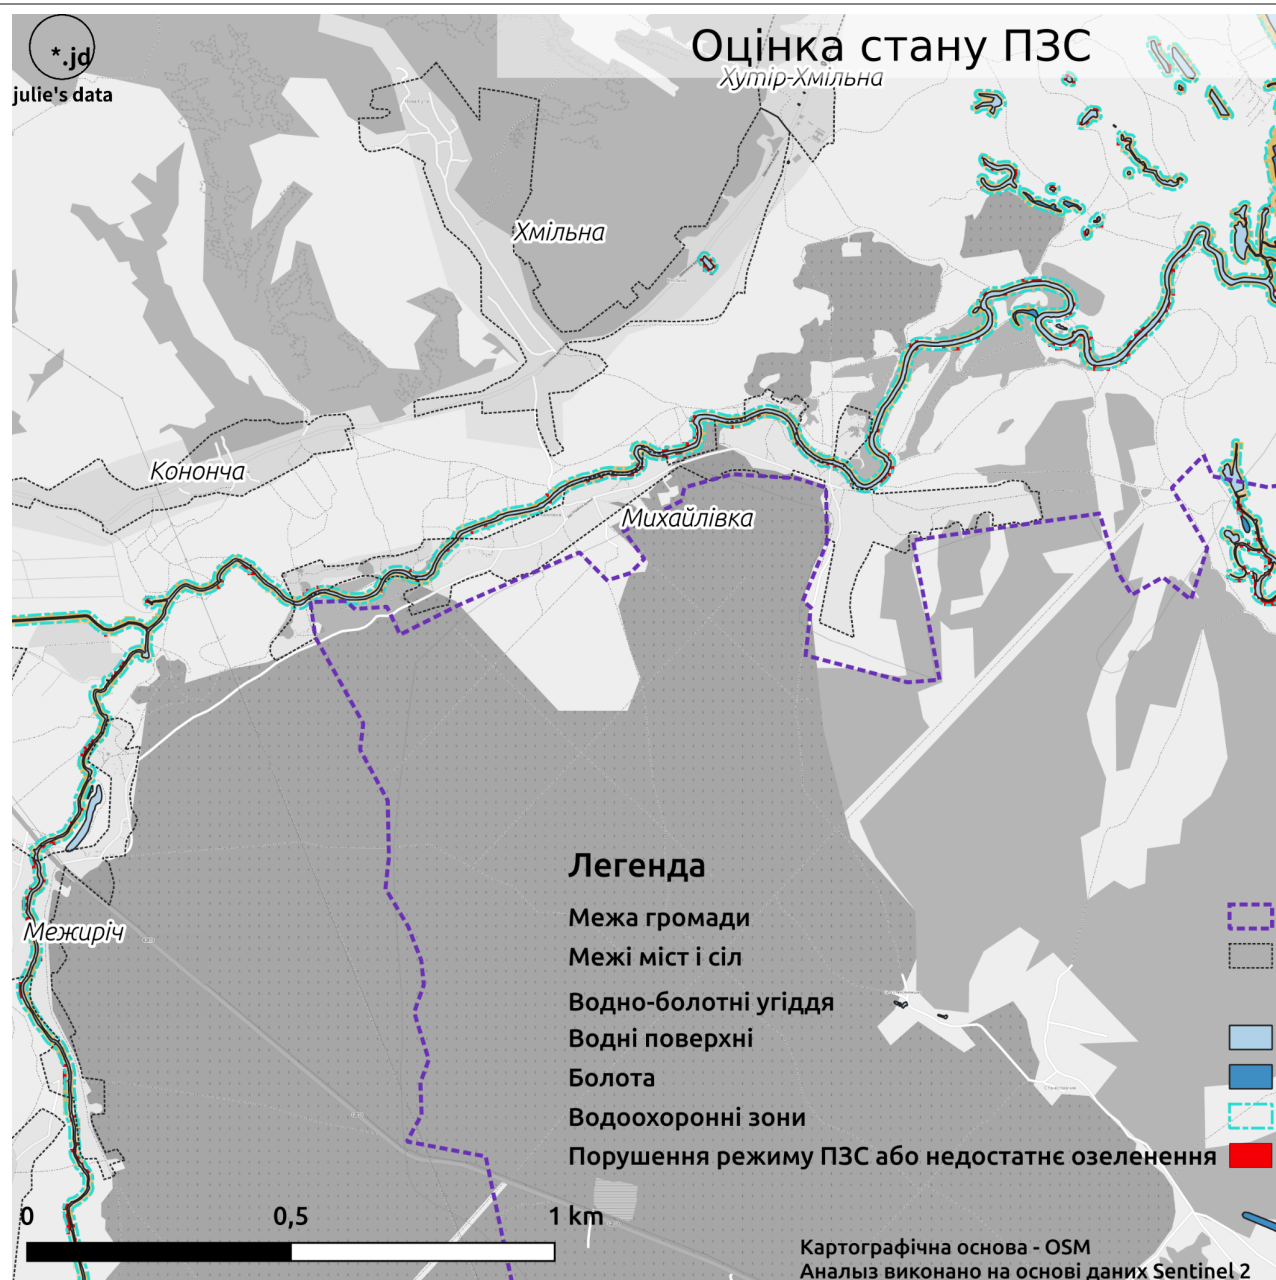 Оцінка стану ПЗС
*.jd
julie's data
Хутір-Хмільна
Хмільна
Кононча
Михайлівка
Межиріч
Легенда
Межа громади
Межі міст і сіл
Водно-болотні угіддя
Водні поверхні
Болота
Водоохоронні зони
Порушення режиму ПЗС або недостатнє озеленення
0 0,5 1 km
Картографічна основа - OSM
Аналыз виконано на основі даних Sentinel 2